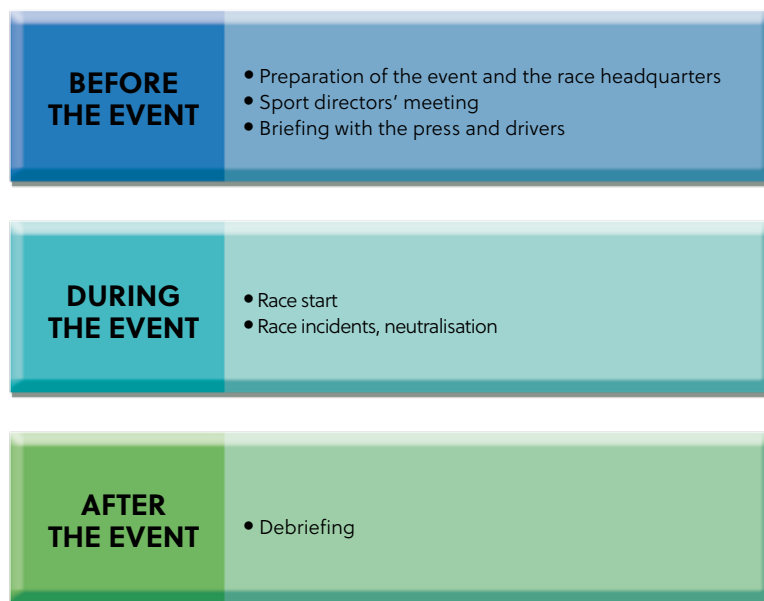 BEFORE
THE EVENT
• Preparation of the event and the race headquarters
• Sport directors’ meeting
• Briefing with the press and drivers
DURING
THE EVENT
• Race start
• Race incidents, neutralisation
AFTER
THE EVENT
• Debriefing